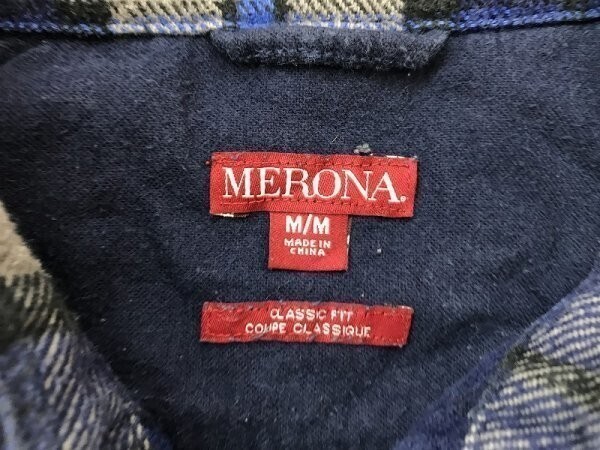 MERONA.
M/M
MADE IN
CHINA
CLASSIC FIT
COUPE CLASSIQUE